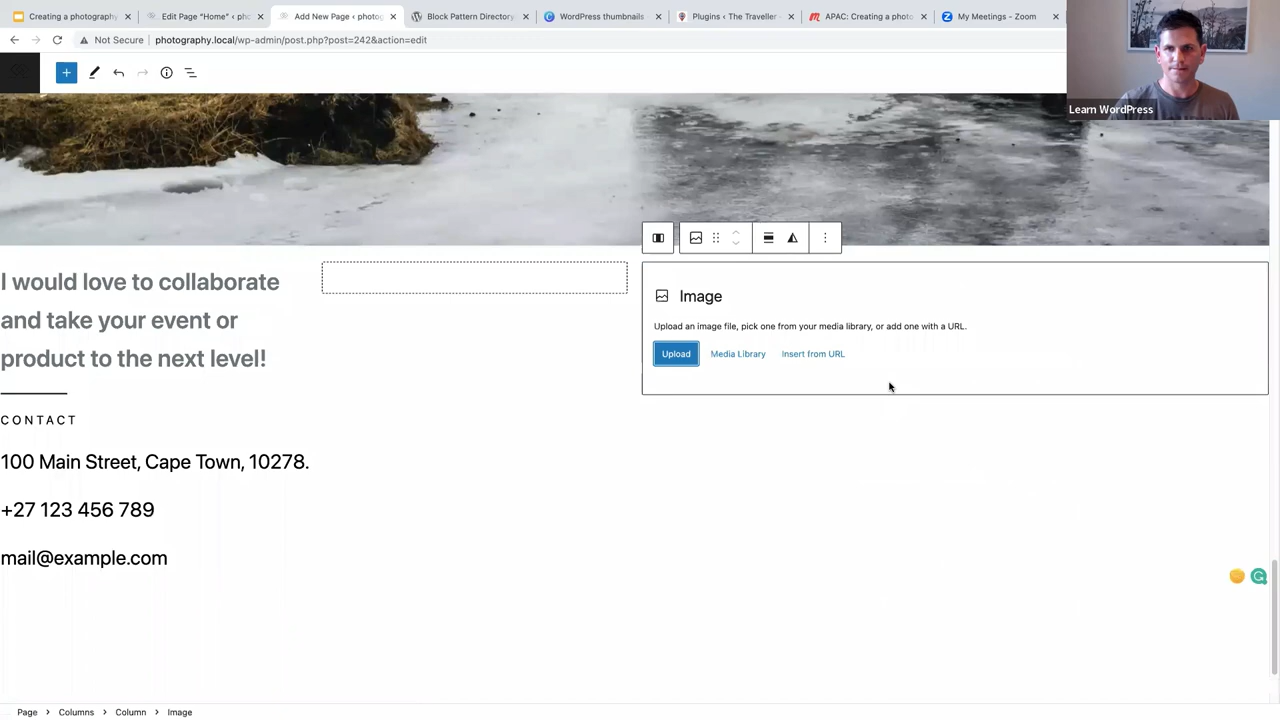 Creating a photography
Edit Page "Home" ‹ pho
Add New Page ‹ photog
Block Pattern Directory
WordPress thumbnails
Plugins ‹ The Traveller
APAC: Creating a photo
My Meetings - Zoom
Not Secure
photography.local/wp-admin/post.php?post=242&action=edit
Learn WordPress
I would love to collaborate
and take your event or
product to the next level!
CONTACT
100 Main Street, Cape Town, 10278.
+27 123 456 789
mail@example.com
Image
Upload an image file, pick one from your media library, or add one with a URL.
Upload
Media Library
Insert from URL
Page
Columns
Column
Image